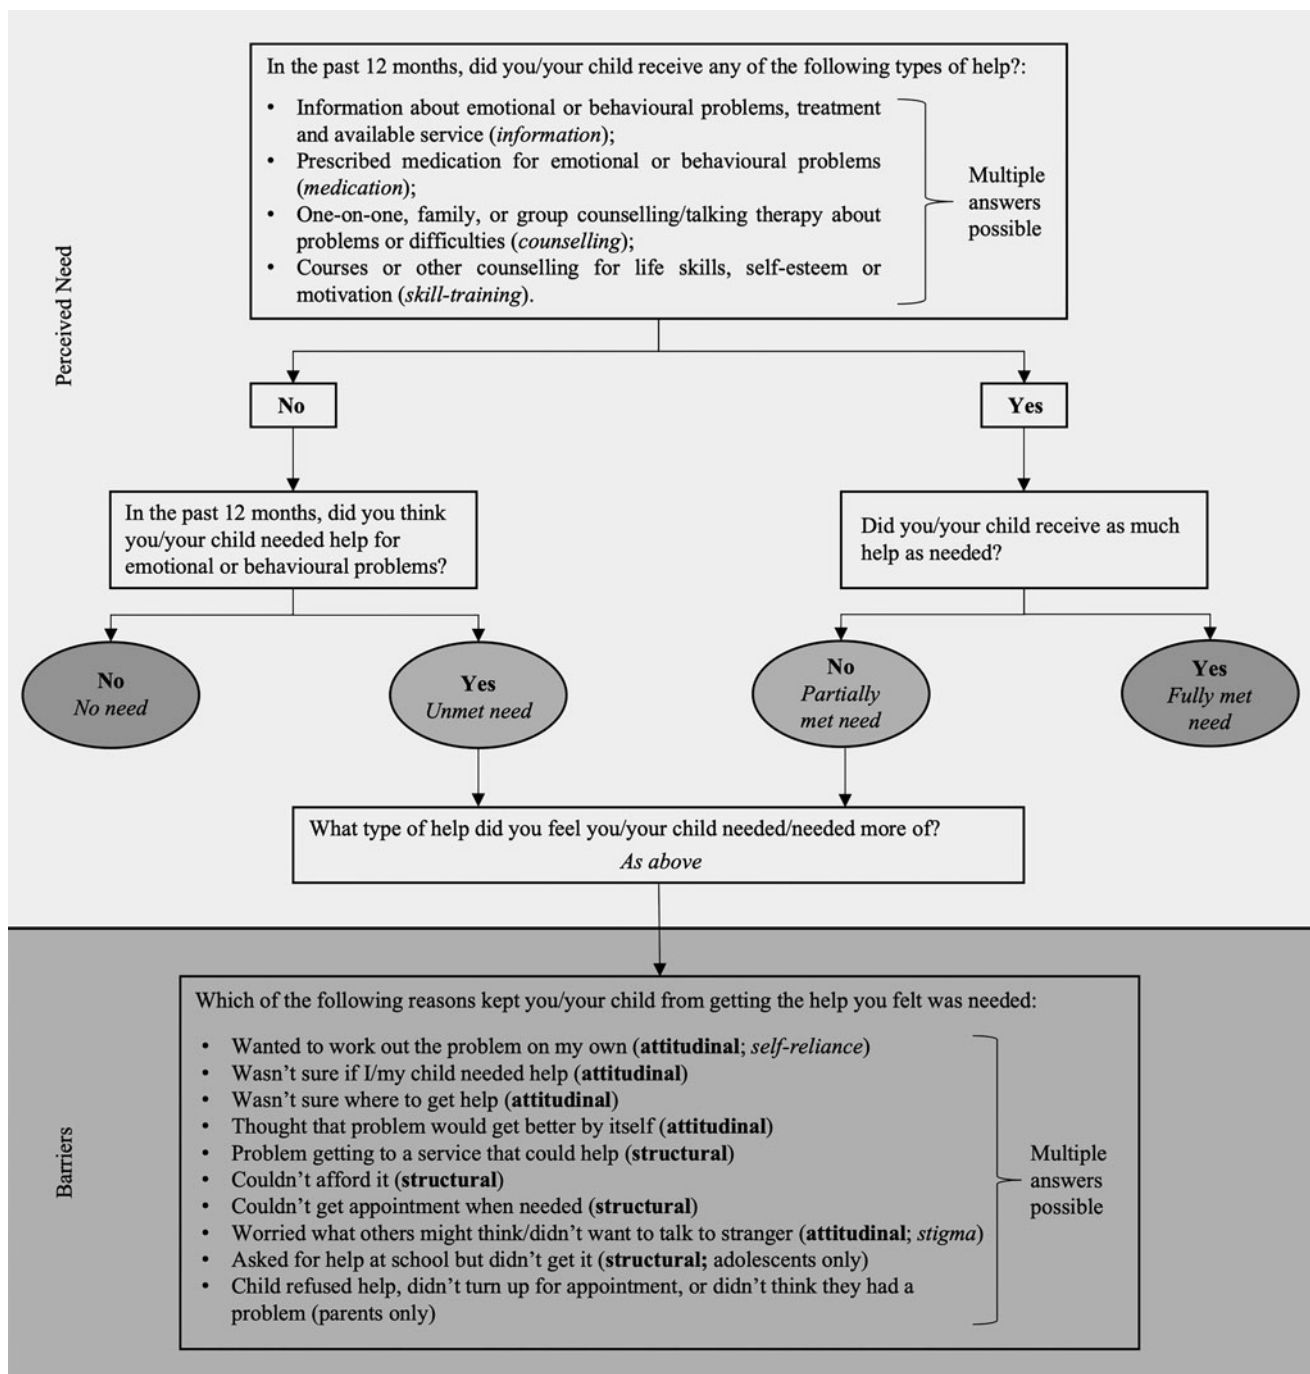 In the past 12 months, did you/your child receive any of the following types of help?:
• Information about emotional or behavioural problems, treatment
and available service (information);
• Prescribed medication for emotional or behavioural problems
(medication);
• One-on-one, family, or group counselling/talking therapy about
problems or difficulties (counselling);
• Courses or other counselling for life skills, self-esteem or
motivation (skill-training).
Multiple
answers
possible
Perceived Need
No
Yes
In the past 12 months, did you think
you/your child needed help for
emotional or behavioural problems?
Did you/your child receive as much
help as needed?
No
No need
Yes
Unmet need
No
Partially
met need
Yes
Fully met
need
What type of help did you feel you/your child needed/needed more of?
As above
Barriers
Which of the following reasons kept you/your child from getting the help you felt was needed:
• Wanted to work out the problem on my own (attitudinal; self-reliance)
• Wasn't sure if I/my child needed help (attitudinal)
• Wasn't sure where to get help (attitudinal)
• Thought that problem would get better by itself (attitudinal)
• Problem getting to a service that could help (structural)
• Couldn't afford it (structural)
• Couldn't get appointment when needed (structural)
• Worried what others might think/didn't want to talk to stranger (attitudinal; stigma)
• Asked for help at school but didn't get it (structural; adolescents only)
• Child refused help, didn't turn up for appointment, or didn't think they had a
problem (parents only)
Multiple
answers
possible